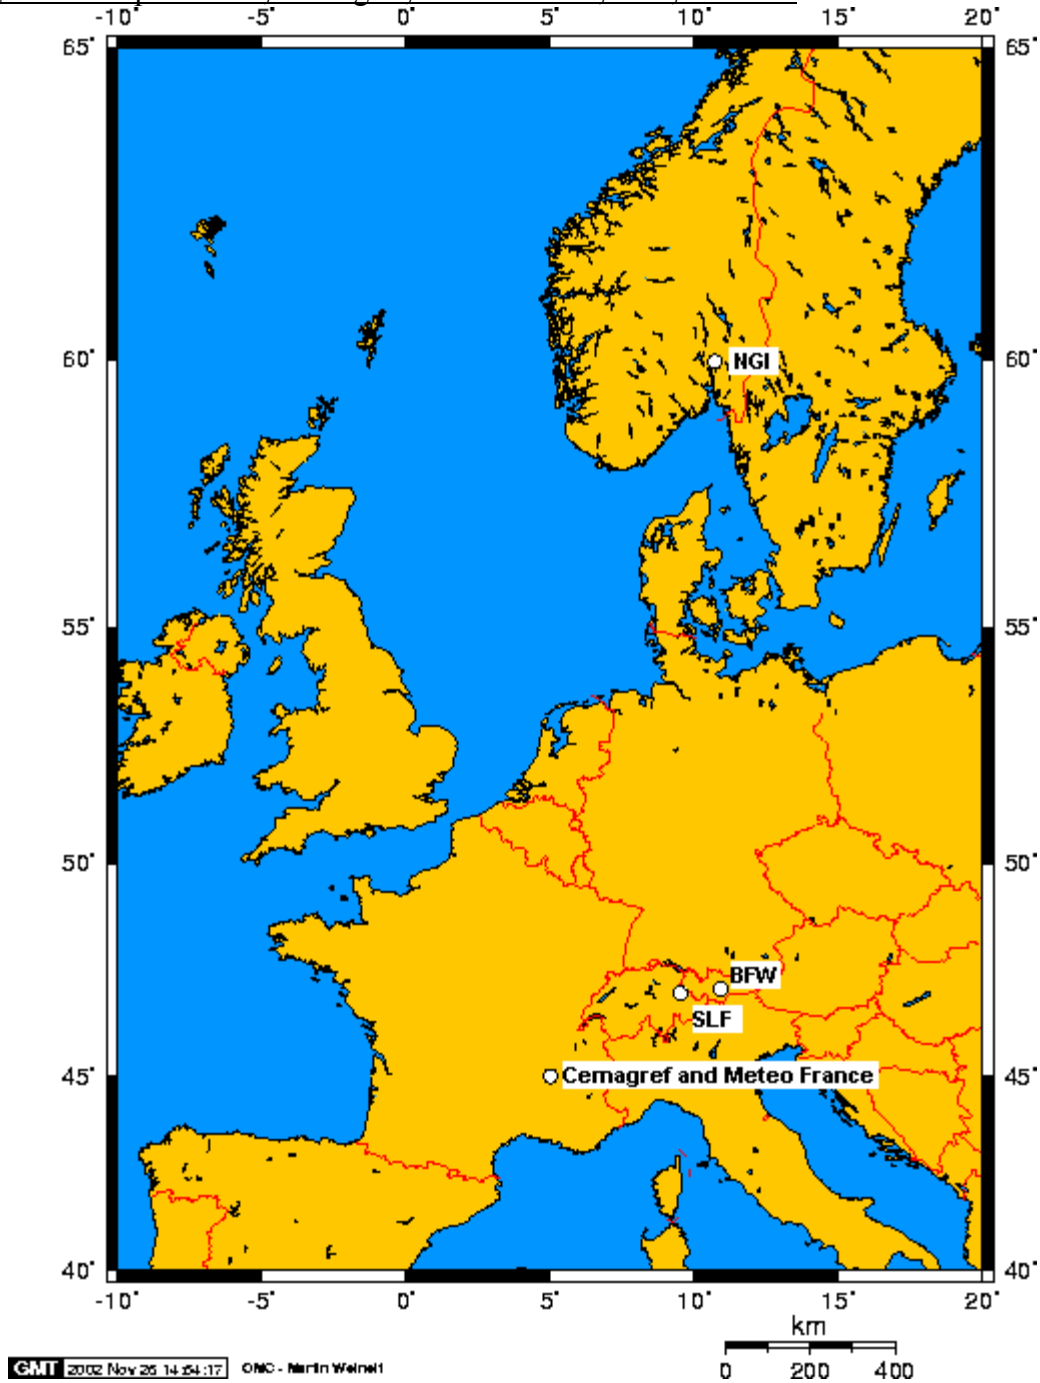 -10° -5° 0° 5° 10° 15° 20°
65° 65°
60° NGI 60°
55° 55°
50° 50°
BFW
SLF
45° Cemagref and Meteo France 45°
40° 40°
-10° -5° 0° 5° 10° 15° 20°
km
0 200 400
GMT 2002 Nov 26 14:54:17 OMC - Martin Weinelt